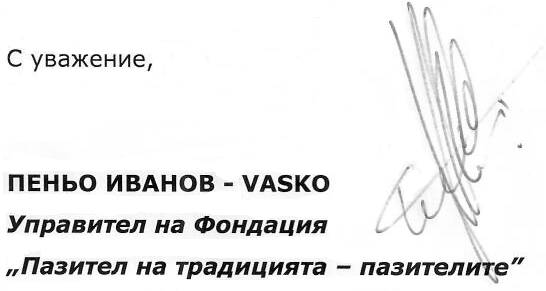 С уважение,
ПЕНЬО ИВАНОВ - VASKO
Управител на Фондация
„Пазител на традицията – пазителите”